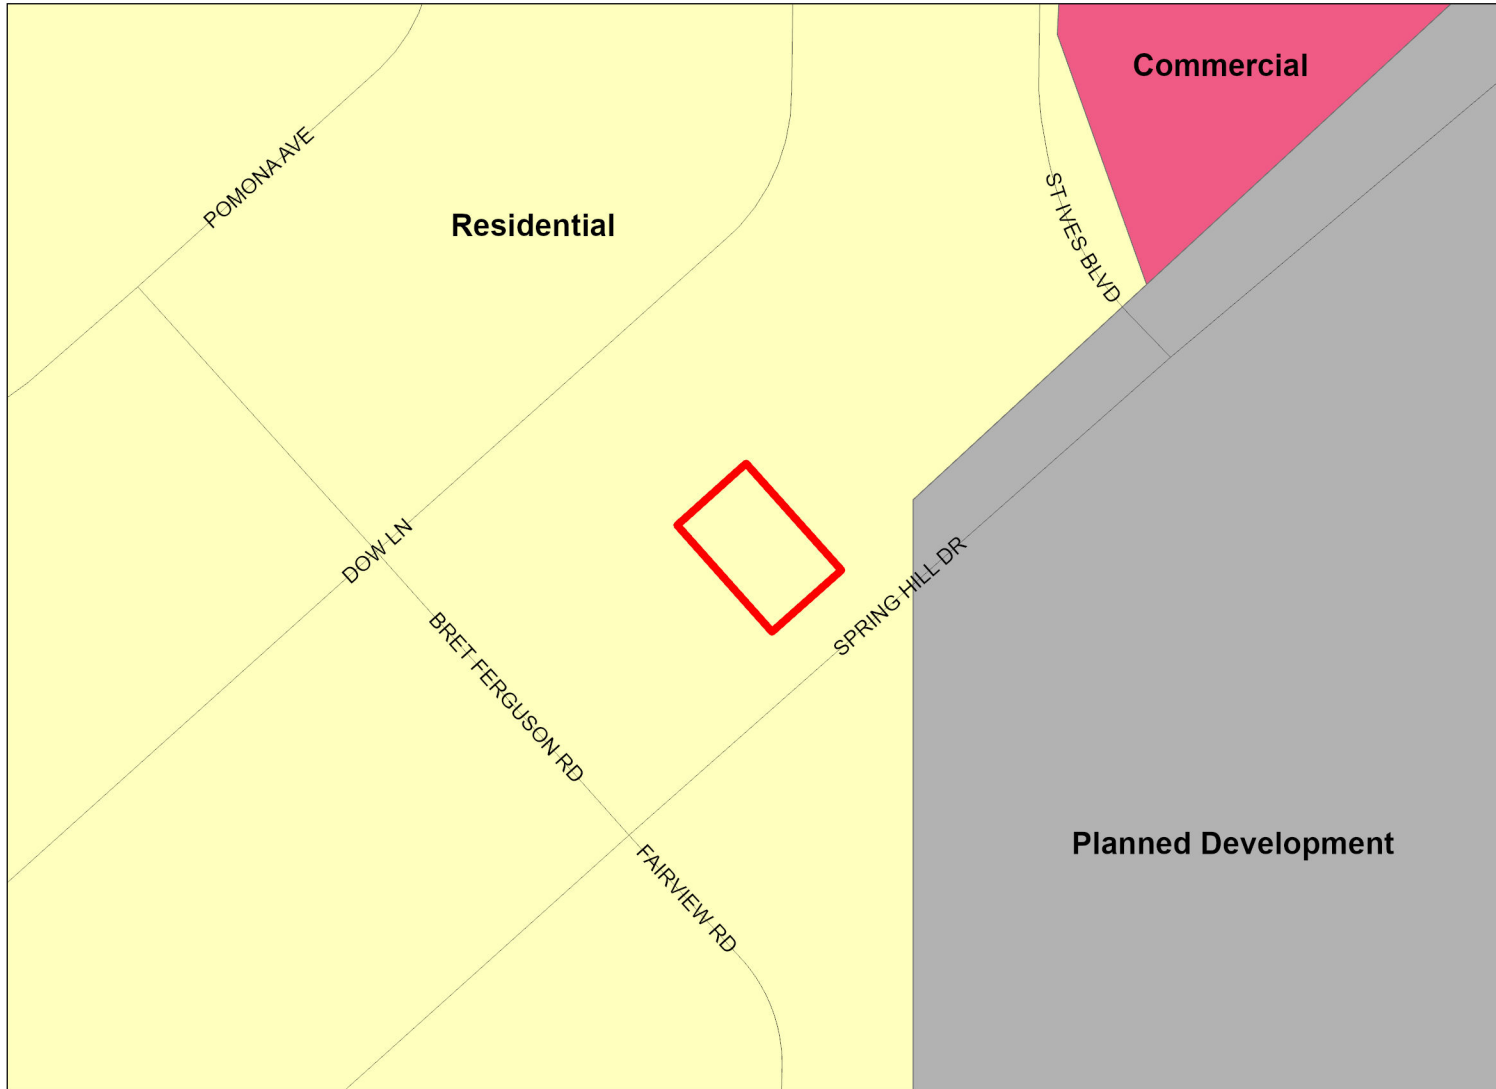 Commercial
POMONA AVE
Residential
ST IVES BLVD
DOW LN
SPRING HILL DR
BRET FERGUSON RD
Planned Development
FAIRVIEW RD